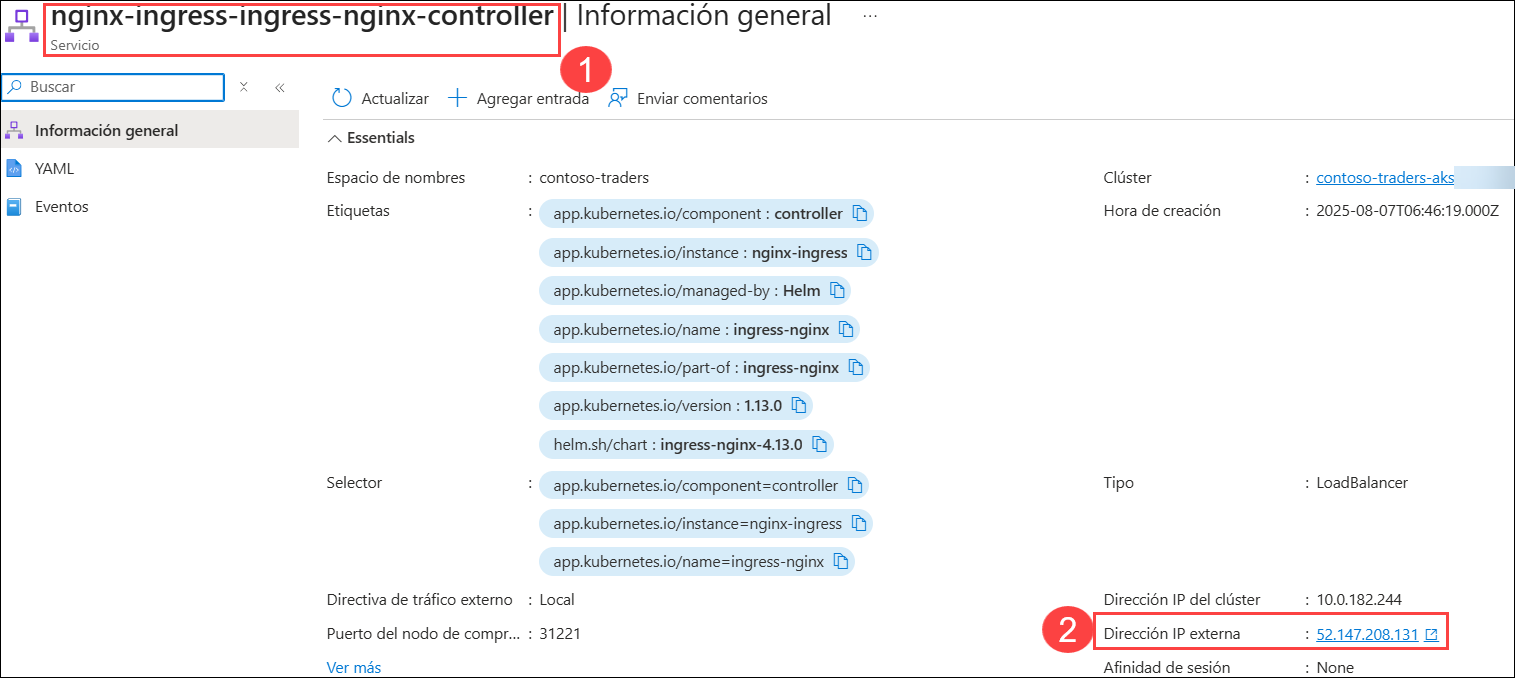 nginx-ingress-ingress-nginx-controller | Información general ...
Servicio
1
Buscar
Actualizar Agregar entrada Enviar comentarios
Información general
YAML
Eventos
Essentials
Espacio de nombres : contoso-traders
Clúster : contoso-traders-aks
Etiquetas : app.kubernetes.io/component : controller
Hora de creación : 2025-08-07T06:46:19.000Z
app.kubernetes.io/instance : nginx-ingress
app.kubernetes.io/managed-by : Helm
app.kubernetes.io/name : ingress-nginx
app.kubernetes.io/part-of : ingress-nginx
app.kubernetes.io/version : 1.13.0
helm.sh/chart : ingress-nginx-4.13.0
Selector : app.kubernetes.io/component=controller
Tipo : LoadBalancer
app.kubernetes.io/instance=nginx-ingress
app.kubernetes.io/name=ingress-nginx
Directiva de tráfico externo : Local
Dirección IP del clúster : 10.0.182.244
Puerto del nodo de compr... : 31221
2
Dirección IP externa : 52.147.208.131
Ver más
Afinidad de sesión : None